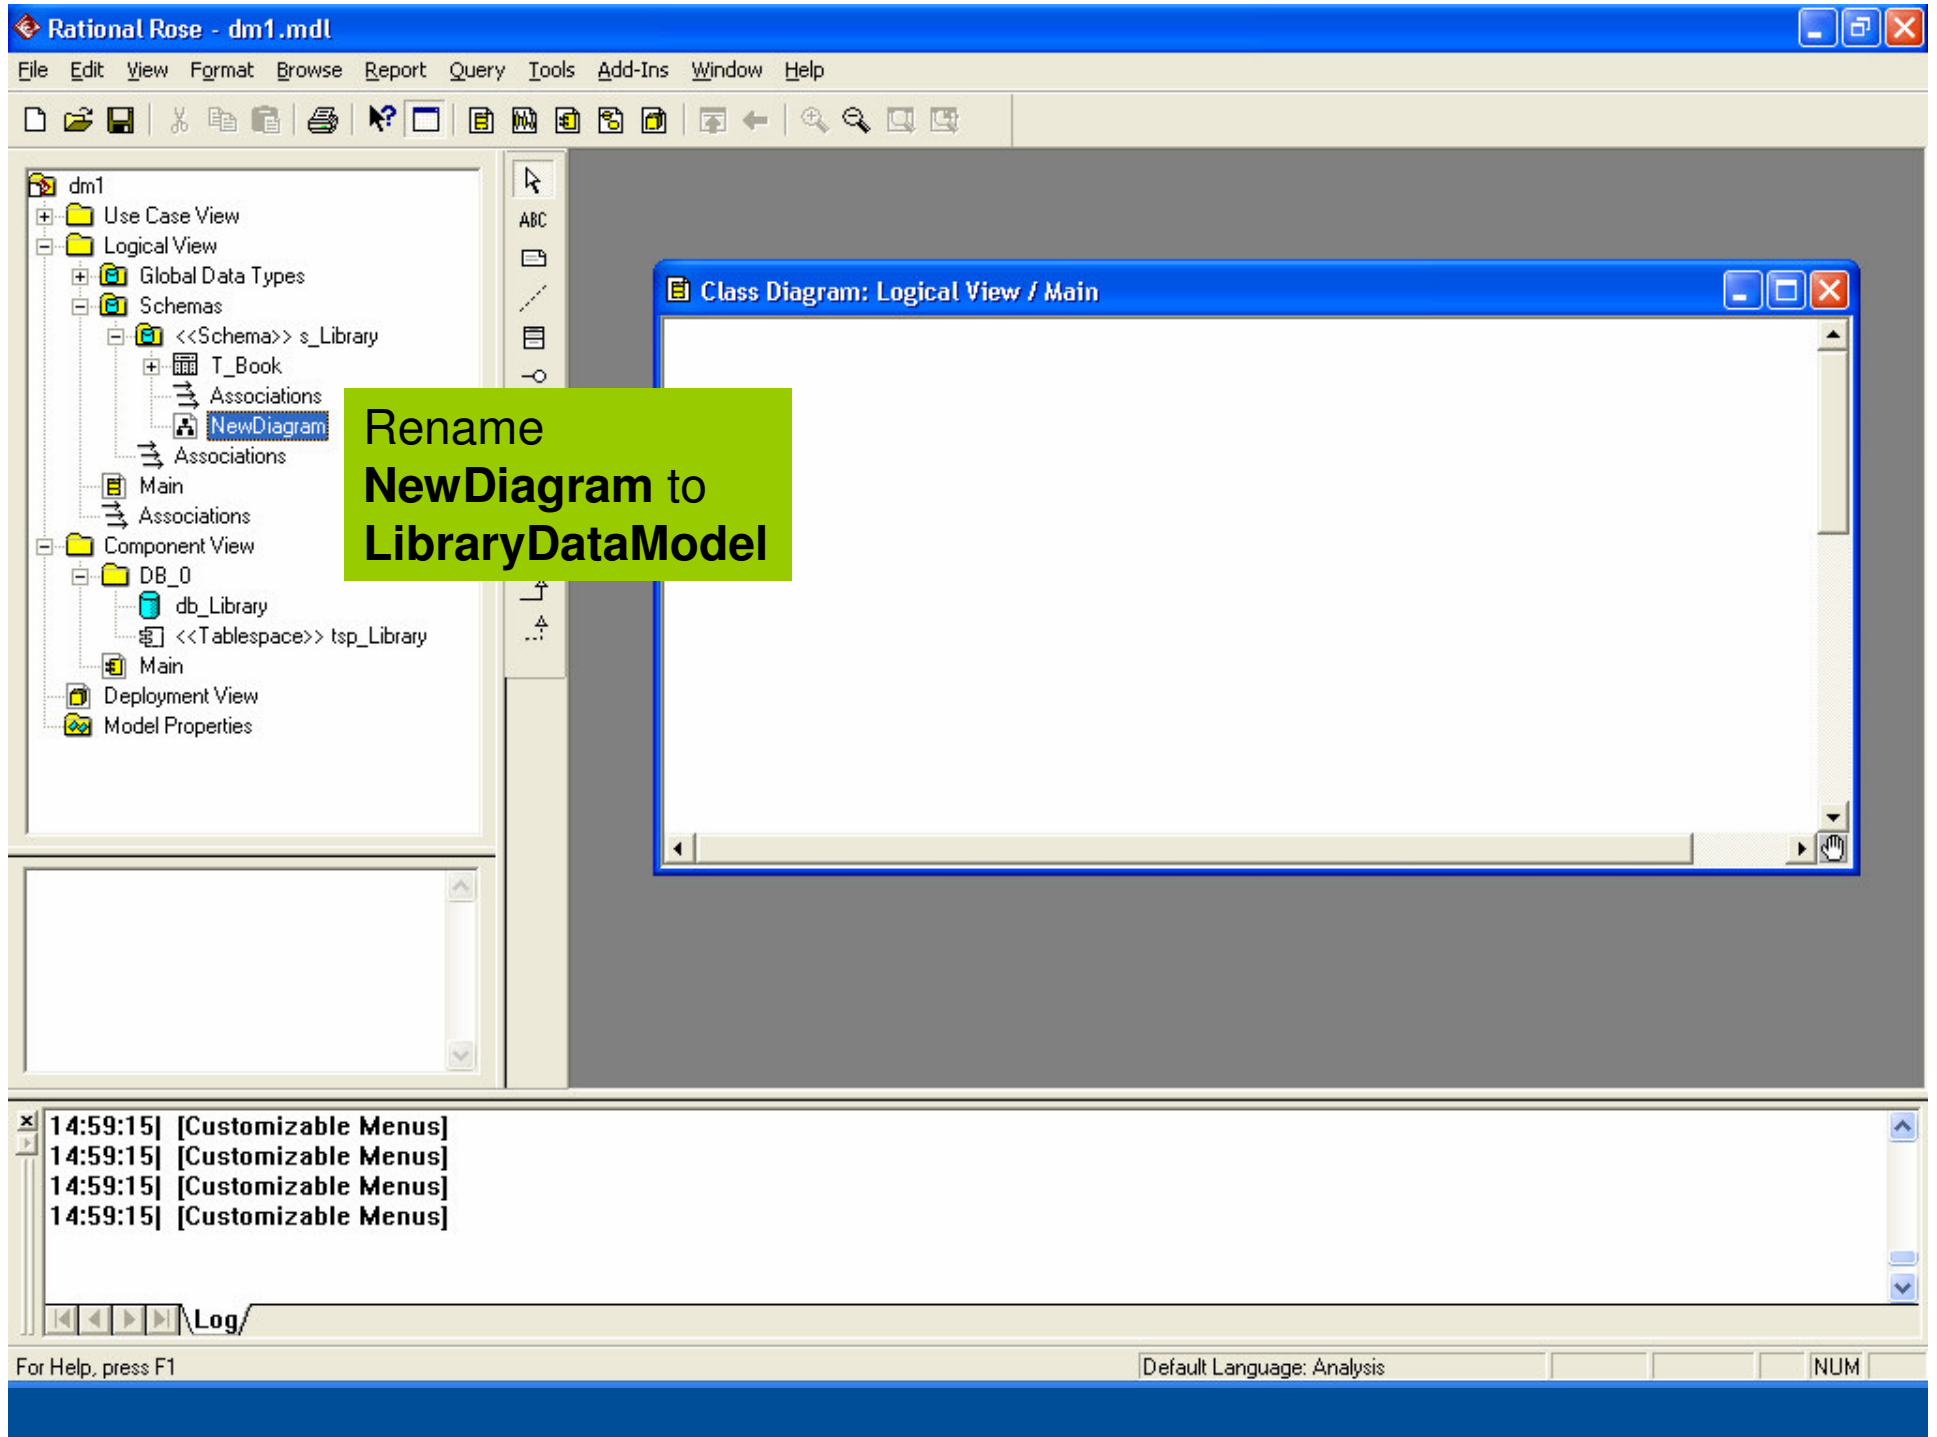 Rational Rose - dm1.mdl
File Edit View Format Browse Report Query Tools Add-Ins Window Help
dm1
Use Case View
Logical View
Global Data Types
Schemas
<<Schema>> s_Library
T_Book
Associations
NewDiagram
Associations
Main
Associations
Component View
DB_0
db_Library
<<Tablespace>> tsp_Library
Main
Deployment View
Model Properties
ABC
Class Diagram: Logical View / Main
Rename
NewDiagram to
LibraryDataModel
14:59:15| [Customizable Menus]
14:59:15| [Customizable Menus]
14:59:15| [Customizable Menus]
14:59:15| [Customizable Menus]
Log
For Help, press F1
Default Language: Analysis
NUM